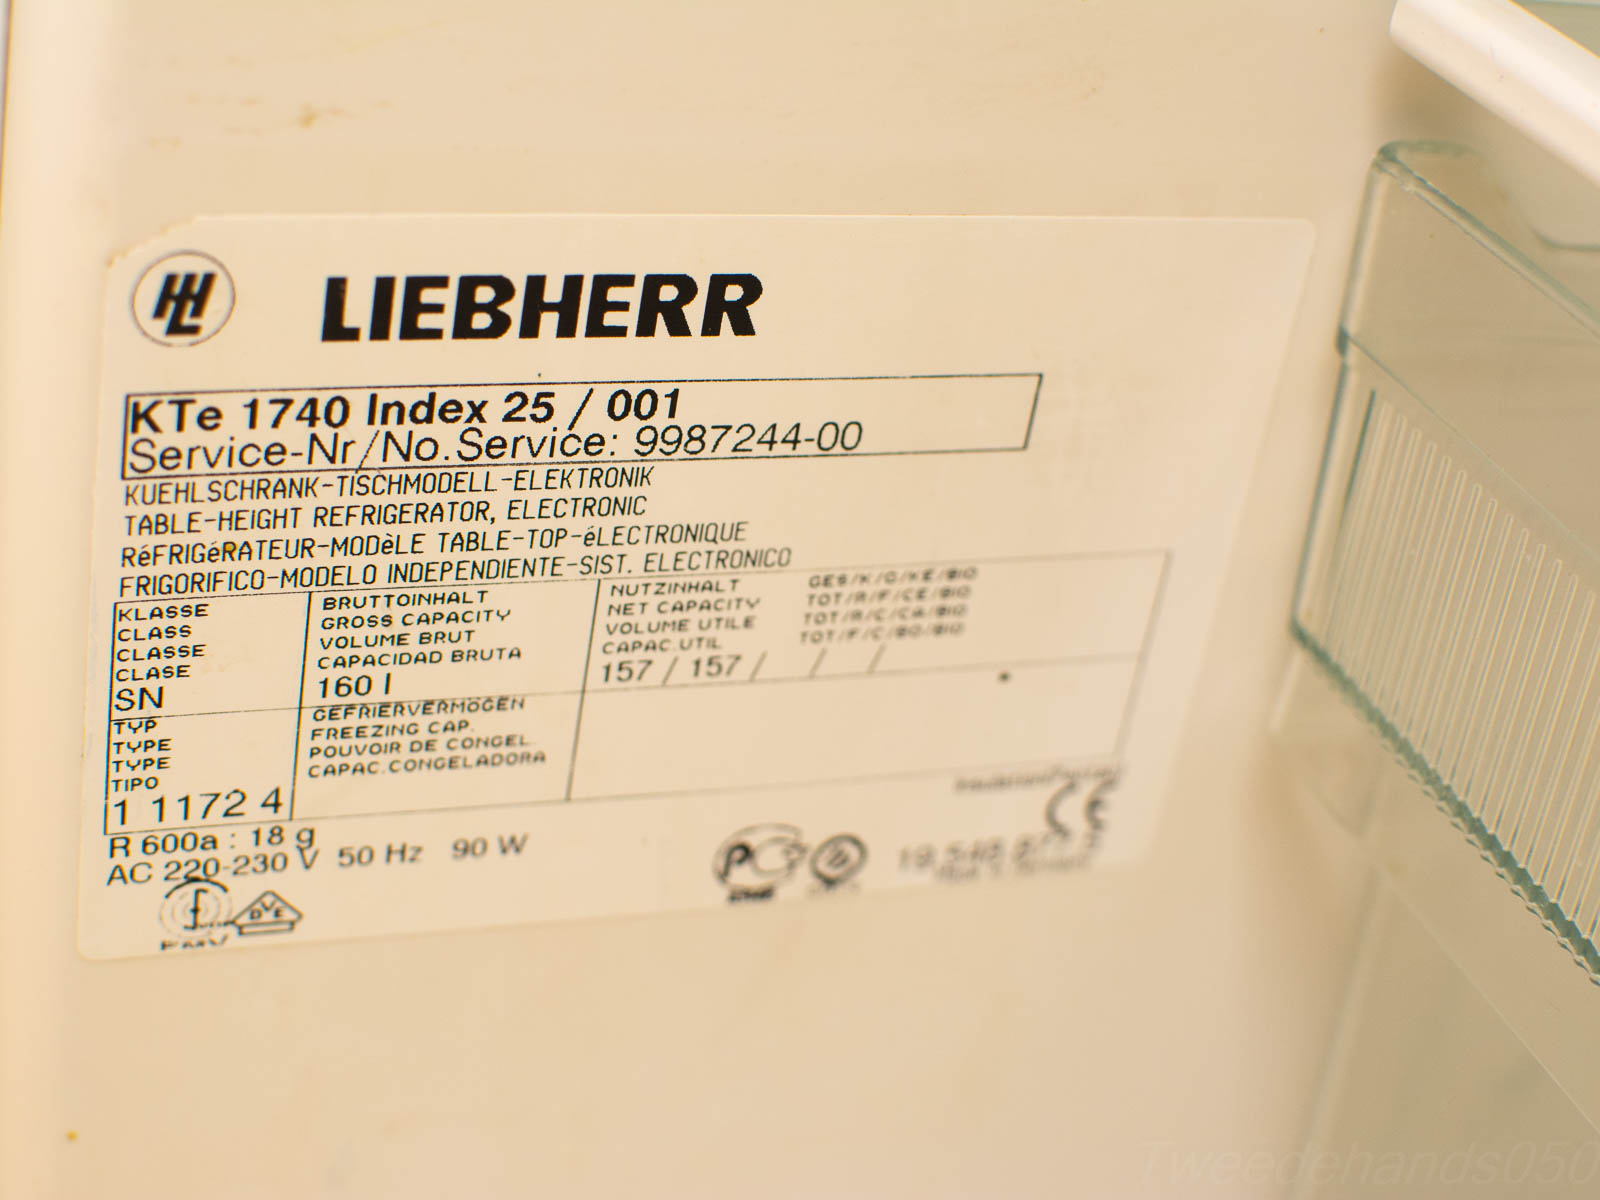 LIEBHERR
KTe 1740 Index 25 / 001
Service-Nr/No.Service: 9987244-00
KUEHLSCHRANK-TISCHMODELL-ELEKTRONIK
TABLE-HEIGHT REFRIGERATOR, ELECTRONIC
RéFRIGéRATEUR-MODèLE TABLE-TOP-éLECTRONIQUE
FRIGORIFICO-MODELO INDEPENDIENTE-SIST. ELECTRONICO
KLASSE
CLASS
CLASSE
CLASE
SN
BRUTTOINHALT
GROSS CAPACITY
VOLUME BRUT
CAPACIDAD BRUTA
160 l
NUTZINHALT
NET CAPACITY
VOLUME UTILE
CAPAC.UTIL
GES/K/G/KE/BIO
TOT/R/F/CE/BIO
TOT/R/C/CA/BIO
TOT/F/C/BO/BIO
157 / 157 / / /
TYP
TYPE
TYPE
TIPO
1 1172 4
GEFRIERVERMÖGEN
FREEZING CAP.
POUVOIR DE CONGEL.
CAPAC.CONGELADORA
R 600a : 18 g
AC 220-230 V 50 Hz 90 W
CE
DVE
Tweedehands050